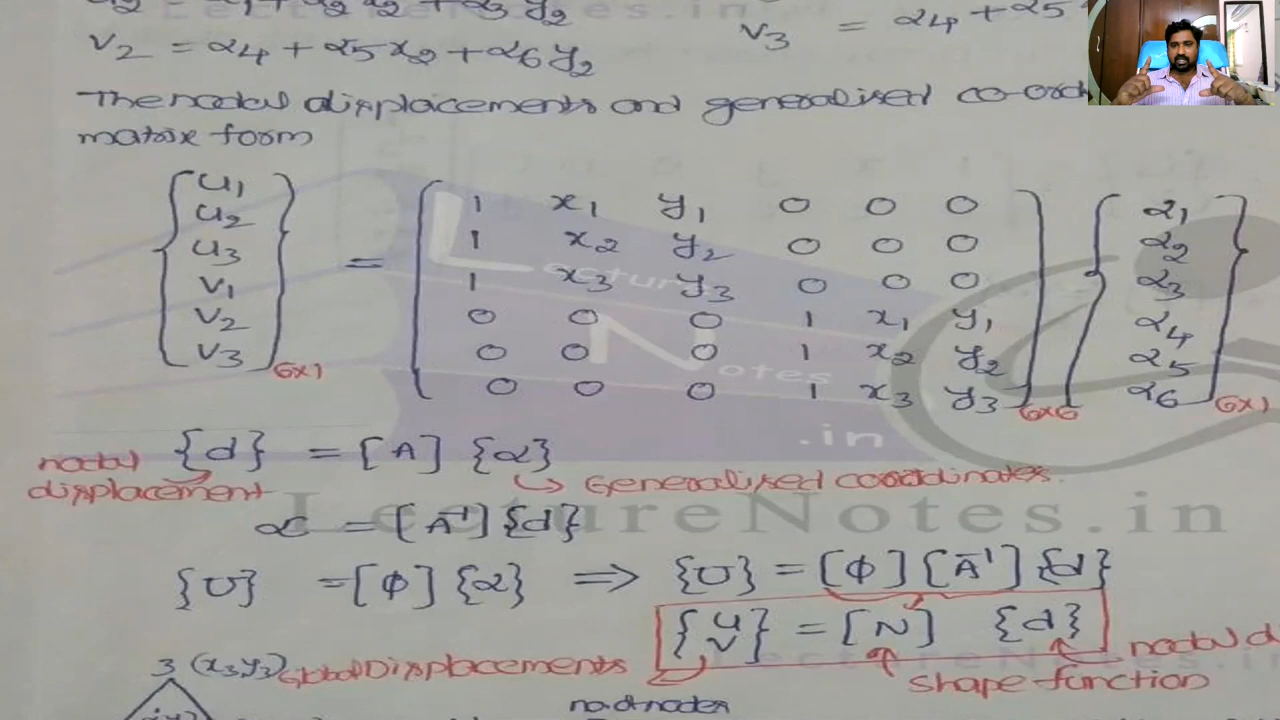 V2 = α4 + α5x2 + α6y2
V3 = α4 + α5
The nodal displacements and generalised co-ord
matrix form
{u1 u2 u3 v1 v2 v3}6x1 = [
1 x1 y1 0 0 0
1 x2 y2 0 0 0
1 x3 y3 0 0 0
0 0 0 1 x1 y1
0 0 0 1 x2 y2
0 0 0 1 x3 y3
]6x6 {α1 α2 α3 α4 α5 α6}6x1
nodal displacement {d} = [A] {α}
Generalised coordinates
α = [A⁻¹] {d}
{U} = [φ] {α} ⇒ {U} = [φ] [A⁻¹] {d}
{u v} = [N] {d}
nodal d
3 (x3y3) Global Displacements
shape function
Lecture Notes .in
LectureNotes.in